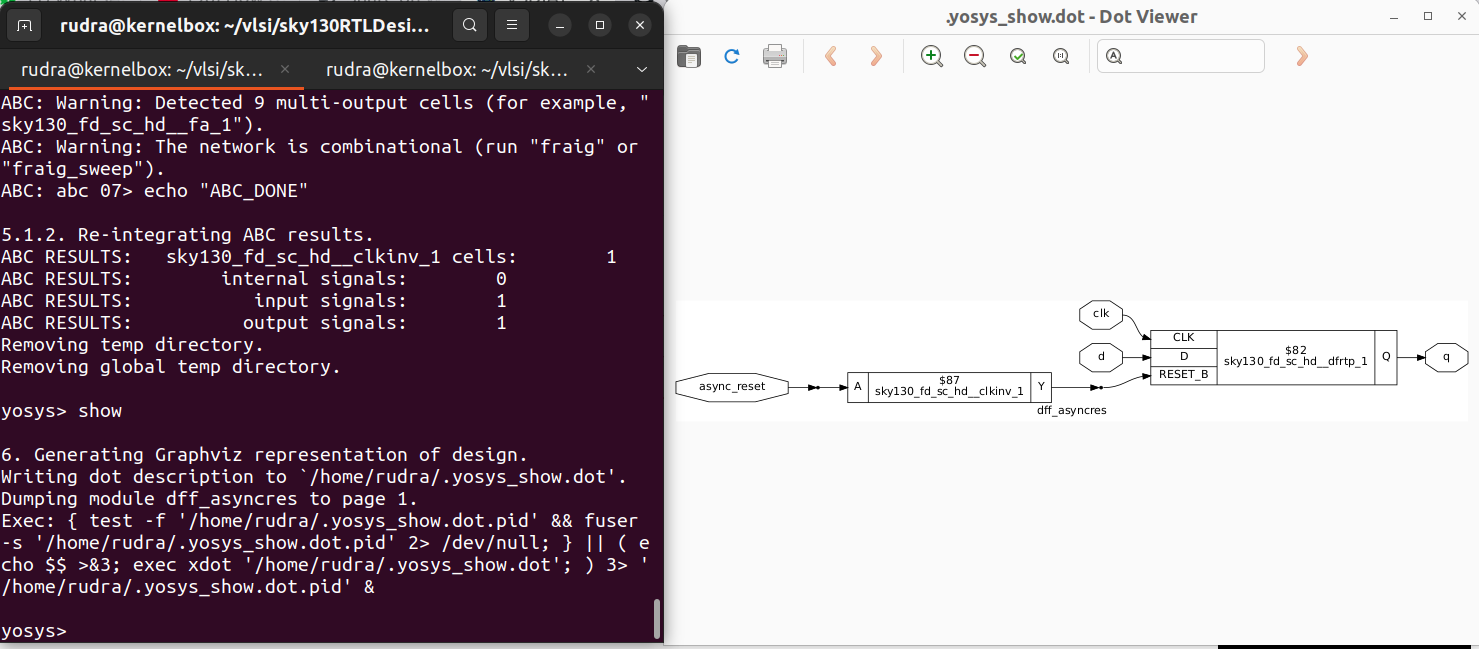 rudra@kernelbox: ~/vlsi/sky130RTLDesi...
rudra@kernelbox: ~/vlsi/sk...
rudra@kernelbox: ~/vlsi/sk...
ABC: Warning: Detected 9 multi-output cells (for example, "
sky130_fd_sc_hd__fa_1").
ABC: Warning: The network is combinational (run "fraig" or
"fraig_sweep").
ABC: abc 07> echo "ABC_DONE"
5.1.2. Re-integrating ABC results.
ABC RESULTS:   sky130_fd_sc_hd__clkinv_1 cells:        1
ABC RESULTS:        internal signals:        0
ABC RESULTS:           input signals:        1
ABC RESULTS:          output signals:        1
Removing temp directory.
Removing global temp directory.
yosys> show
6. Generating Graphviz representation of design.
Writing dot description to `/home/rudra/.yosys_show.dot'.
Dumping module dff_asyncres to page 1.
Exec: { test -f '/home/rudra/.yosys_show.dot.pid' && fuser
-s '/home/rudra/.yosys_show.dot.pid' 2> /dev/null; } || ( e
cho $$ >&3; exec xdot '/home/rudra/.yosys_show.dot'; ) 3> '
/home/rudra/.yosys_show.dot.pid' &
yosys>
.yosys_show.dot - Dot Viewer
clk
d
async_reset
A
$87
sky130_fd_sc_hd__clkinv_1
Y
CLK
D
RESET_B
$82
sky130_fd_sc_hd__dfrtp_1
Q
q
dff_asyncres